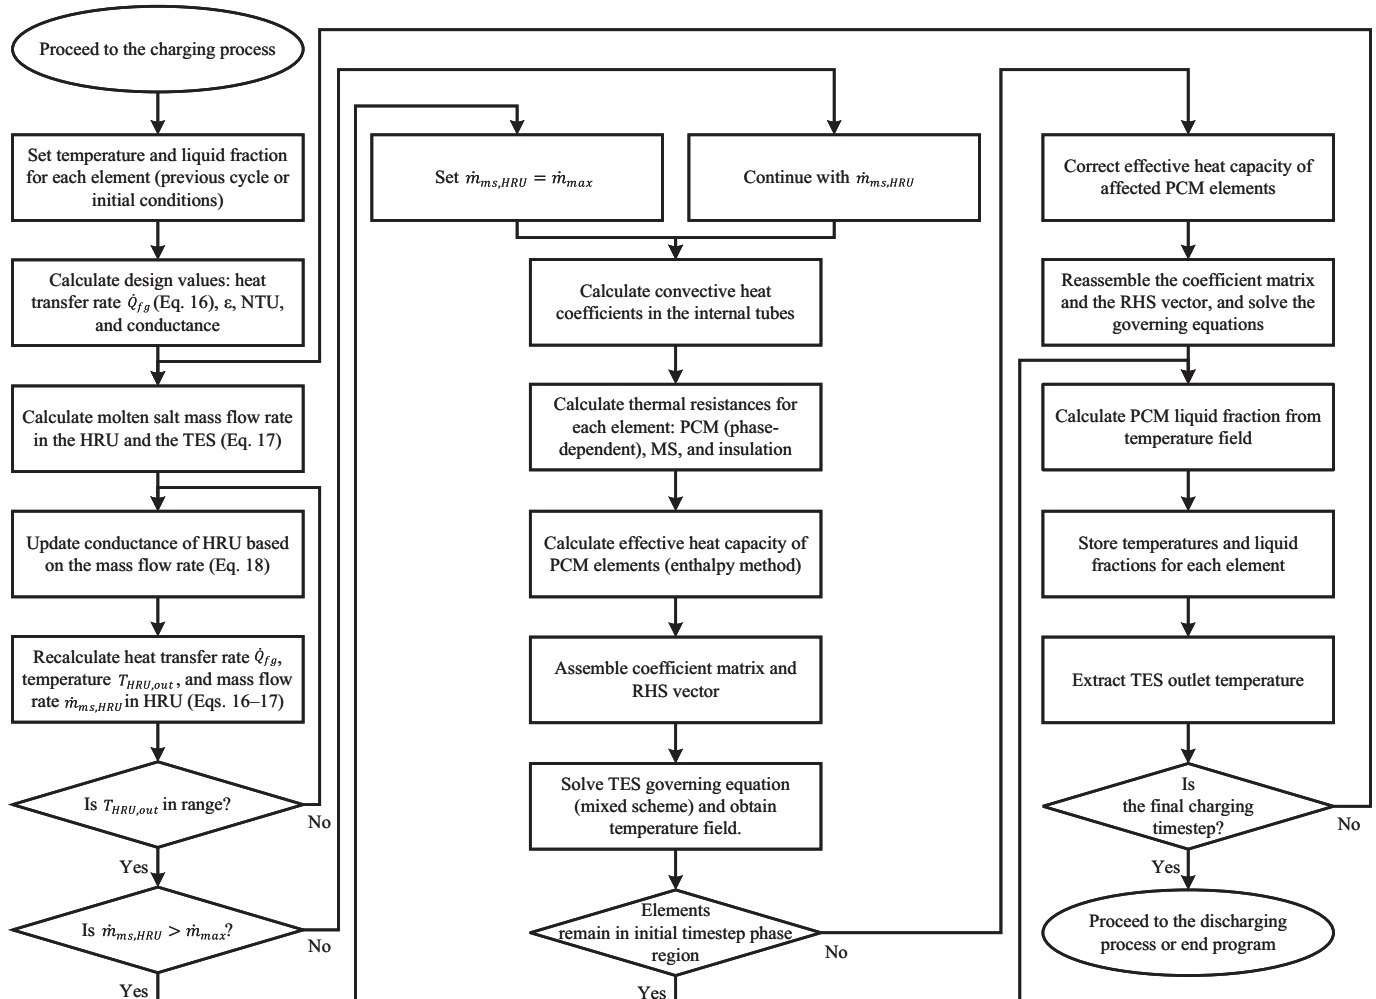 Proceed to the charging process
Set temperature and liquid fraction
for each element (previous cycle or
initial conditions)
Calculate design values: heat
transfer rate Q̇fg (Eq. 16), ε, NTU,
and conductance
Calculate molten salt mass flow rate
in the HRU and the TES (Eq. 17)
Update conductance of HRU based
on the mass flow rate (Eq. 18)
Recalculate heat transfer rate Q̇fg,
temperature THRU,out, and mass flow
rate ṁms,HRU in HRU (Eqs. 16–17)
Is THRU,out in range?
No
Yes
Is ṁms,HRU > ṁmax?
No
Yes
Set ṁms,HRU = ṁmax
Continue with ṁms,HRU
Calculate convective heat
coefficients in the internal tubes
Calculate thermal resistances for
each element: PCM (phase-
dependent), MS, and insulation
Calculate effective heat capacity of
PCM elements (enthalpy method)
Assemble coefficient matrix and
RHS vector
Solve TES governing equation
(mixed scheme) and obtain
temperature field.
Elements
remain in initial timestep phase
region
No
Yes
Correct effective heat capacity of
affected PCM elements
Reassemble the coefficient matrix
and the RHS vector, and solve the
governing equations
Calculate PCM liquid fraction from
temperature field
Store temperatures and liquid
fractions for each element
Extract TES outlet temperature
Is
the final charging
timestep?
No
Yes
Proceed to the discharging
process or end program